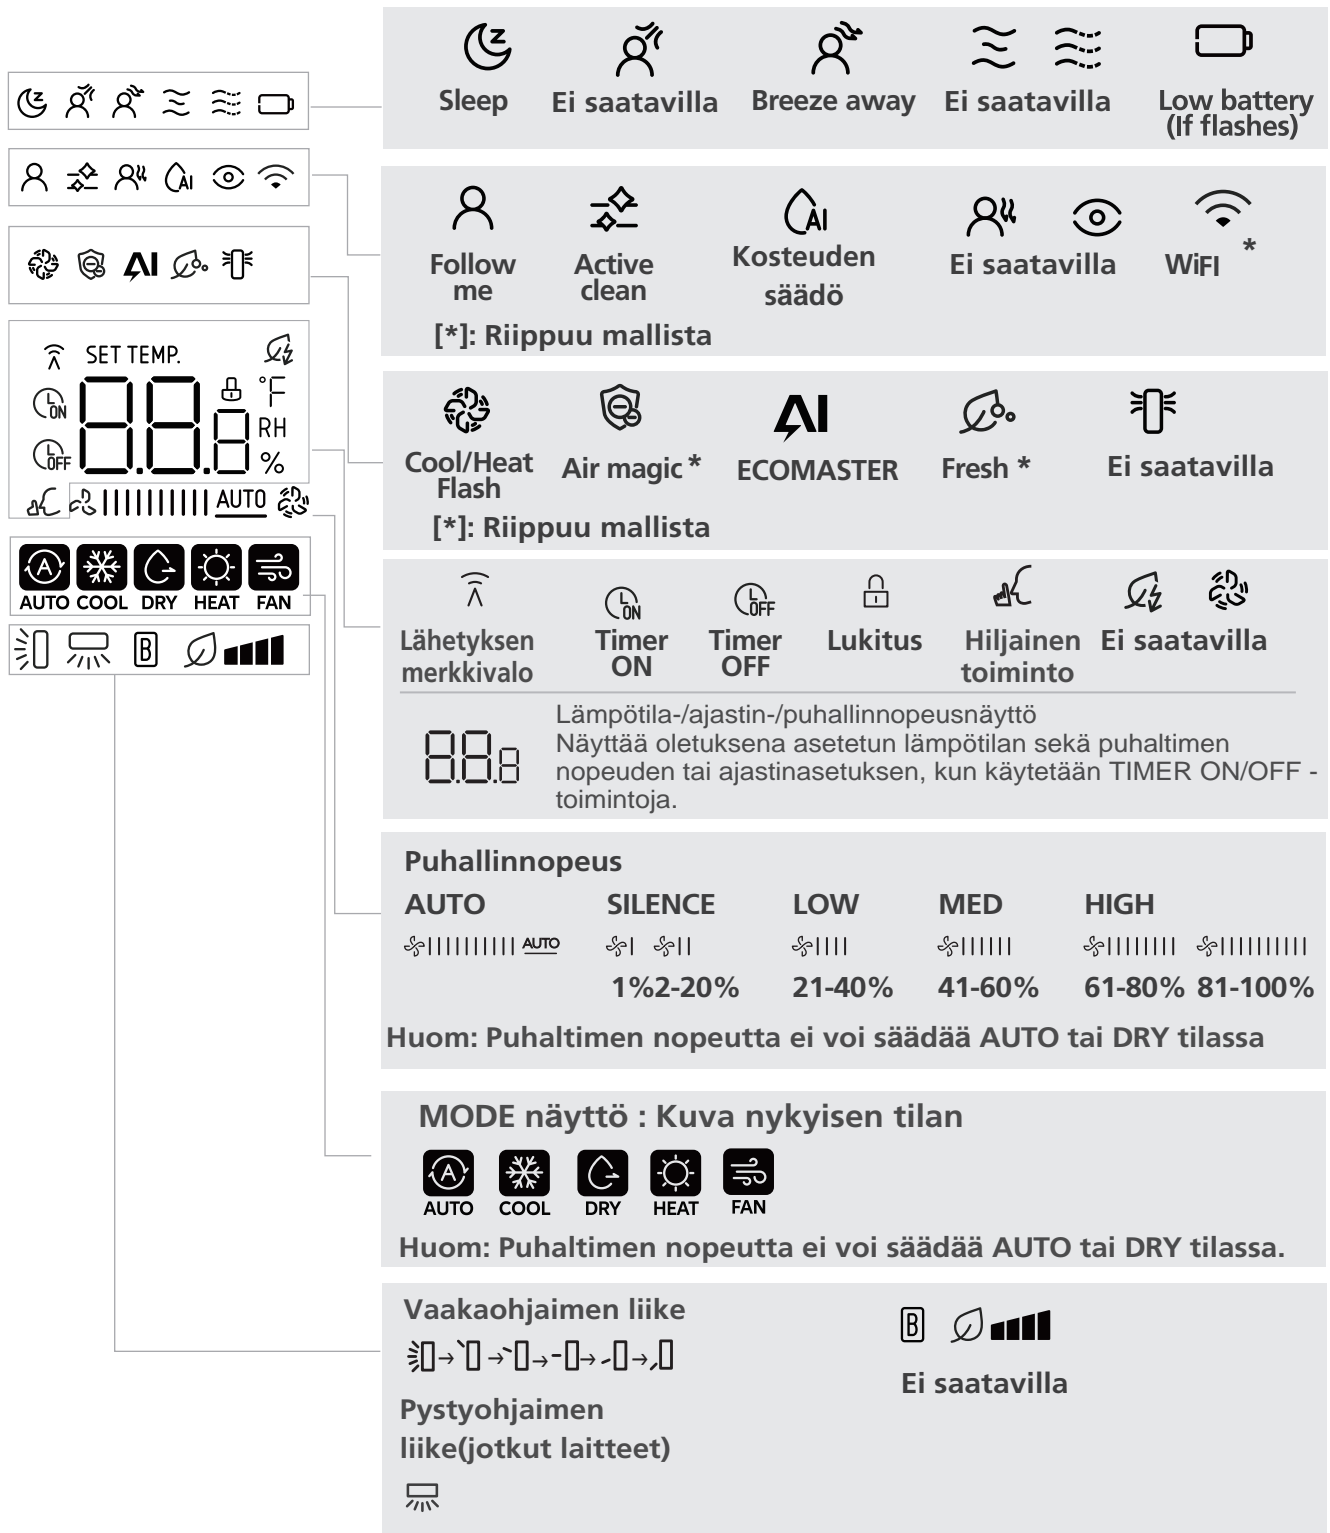 Sleep Ei saatavilla Breeze away Ei saatavilla Low battery
(If flashes)
AI
AI
Follow me
Active clean
Kosteuden säädö
Ei saatavilla
WiFI *
[*]: Riippuu mallista
AI
SET TEMP.
ON
°F
RH
OFF
%
AUTO
AI
Cool/Heat Flash
Air magic *
ECOMASTER
Fresh *
Ei saatavilla
[*]: Riippuu mallista
AUTO COOL DRY HEAT FAN
B
ON
OFF
Lähetyksen merkkivalo
Timer ON
Timer OFF
Lukitus
Hiljainen toiminto
Ei saatavilla
Lämpötila-/ajastin-/puhallinnopeusnäyttö
Näyttää oletuksena asetetun lämpötilan sekä puhaltimen
nopeuden tai ajastinasetuksen, kun käytetään TIMER ON/OFF -
toimintoja.
Puhallinnopeus
AUTO SILENCE LOW MED HIGH
AUTO
1%2-20% 21-40% 41-60% 61-80% 81-100%
Huom: Puhaltimen nopeutta ei voi säädää AUTO tai DRY tilassa
MODE näyttö : Kuva nykyisen tilan
AUTO COOL DRY HEAT FAN
Huom: Puhaltimen nopeutta ei voi säädää AUTO tai DRY tilassa.
Vaakaohjaimen liike
B
Ei saatavilla
Pystyohjaimen
liike(jotkut laitteet)